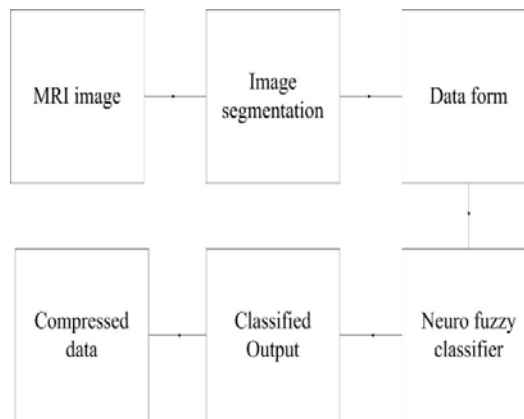 MRI image
Image
segmentation
Data form
Compressed
data
Classified
Output
Neuro fuzzy
classifier